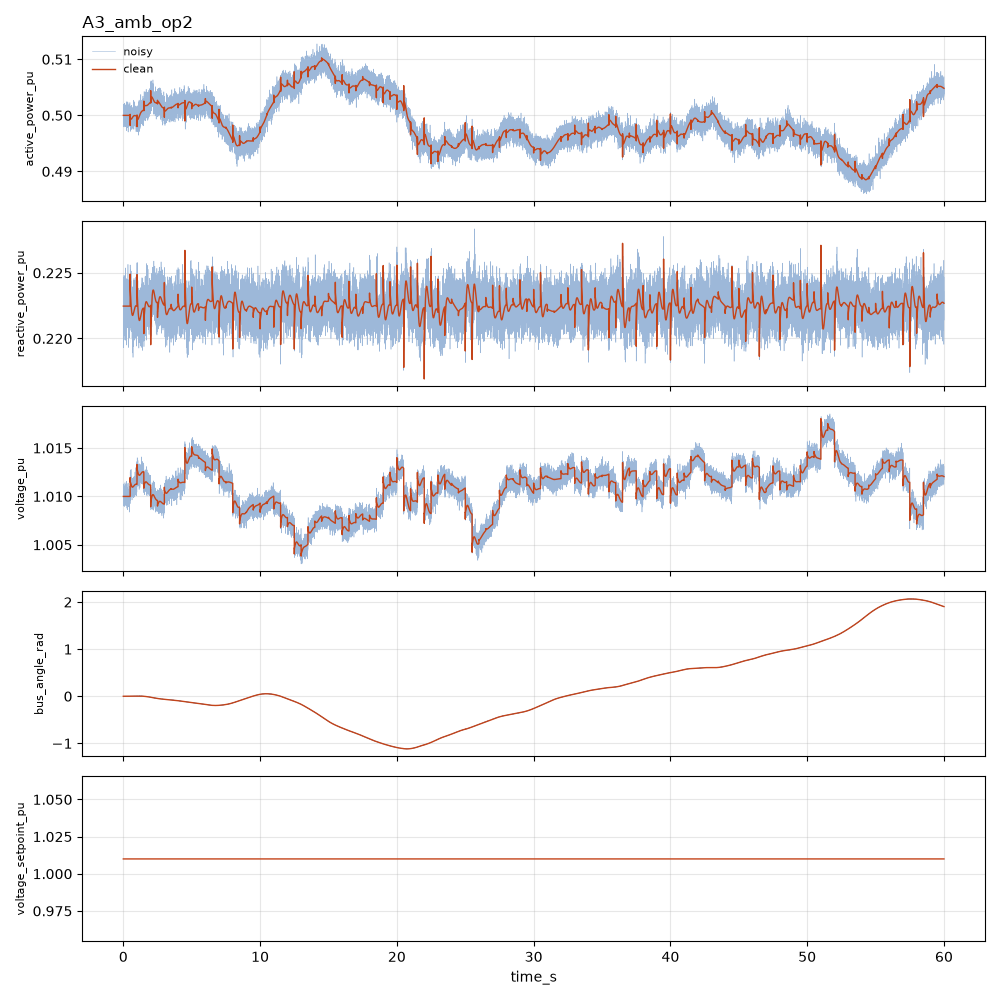 A3_amb_op2
noisy
clean
active_power_pu
0.51
0.50
0.49
reactive_power_pu
0.225
0.220
voltage_pu
1.015
1.010
1.005
bus_angle_rad
2
1
0
−1
voltage_setpoint_pu
1.050
1.025
1.000
0.975
0 10 20 30 40 50 60
time_s